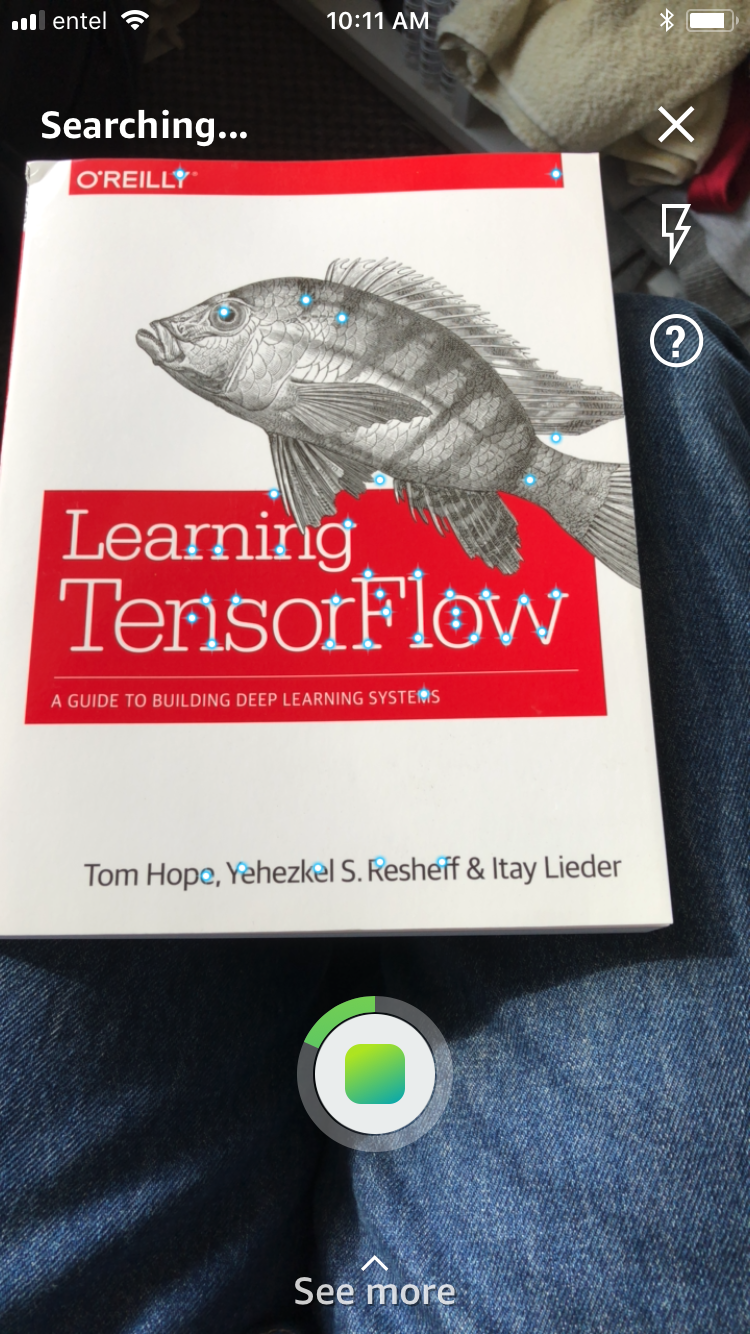 entel
10:11 AM
Searching...
O'REILLY®
Learning
TensorFlow
A GUIDE TO BUILDING DEEP LEARNING SYSTEMS
Tom Hope, Yehezkel S. Resheff & Itay Lieder
?
See more